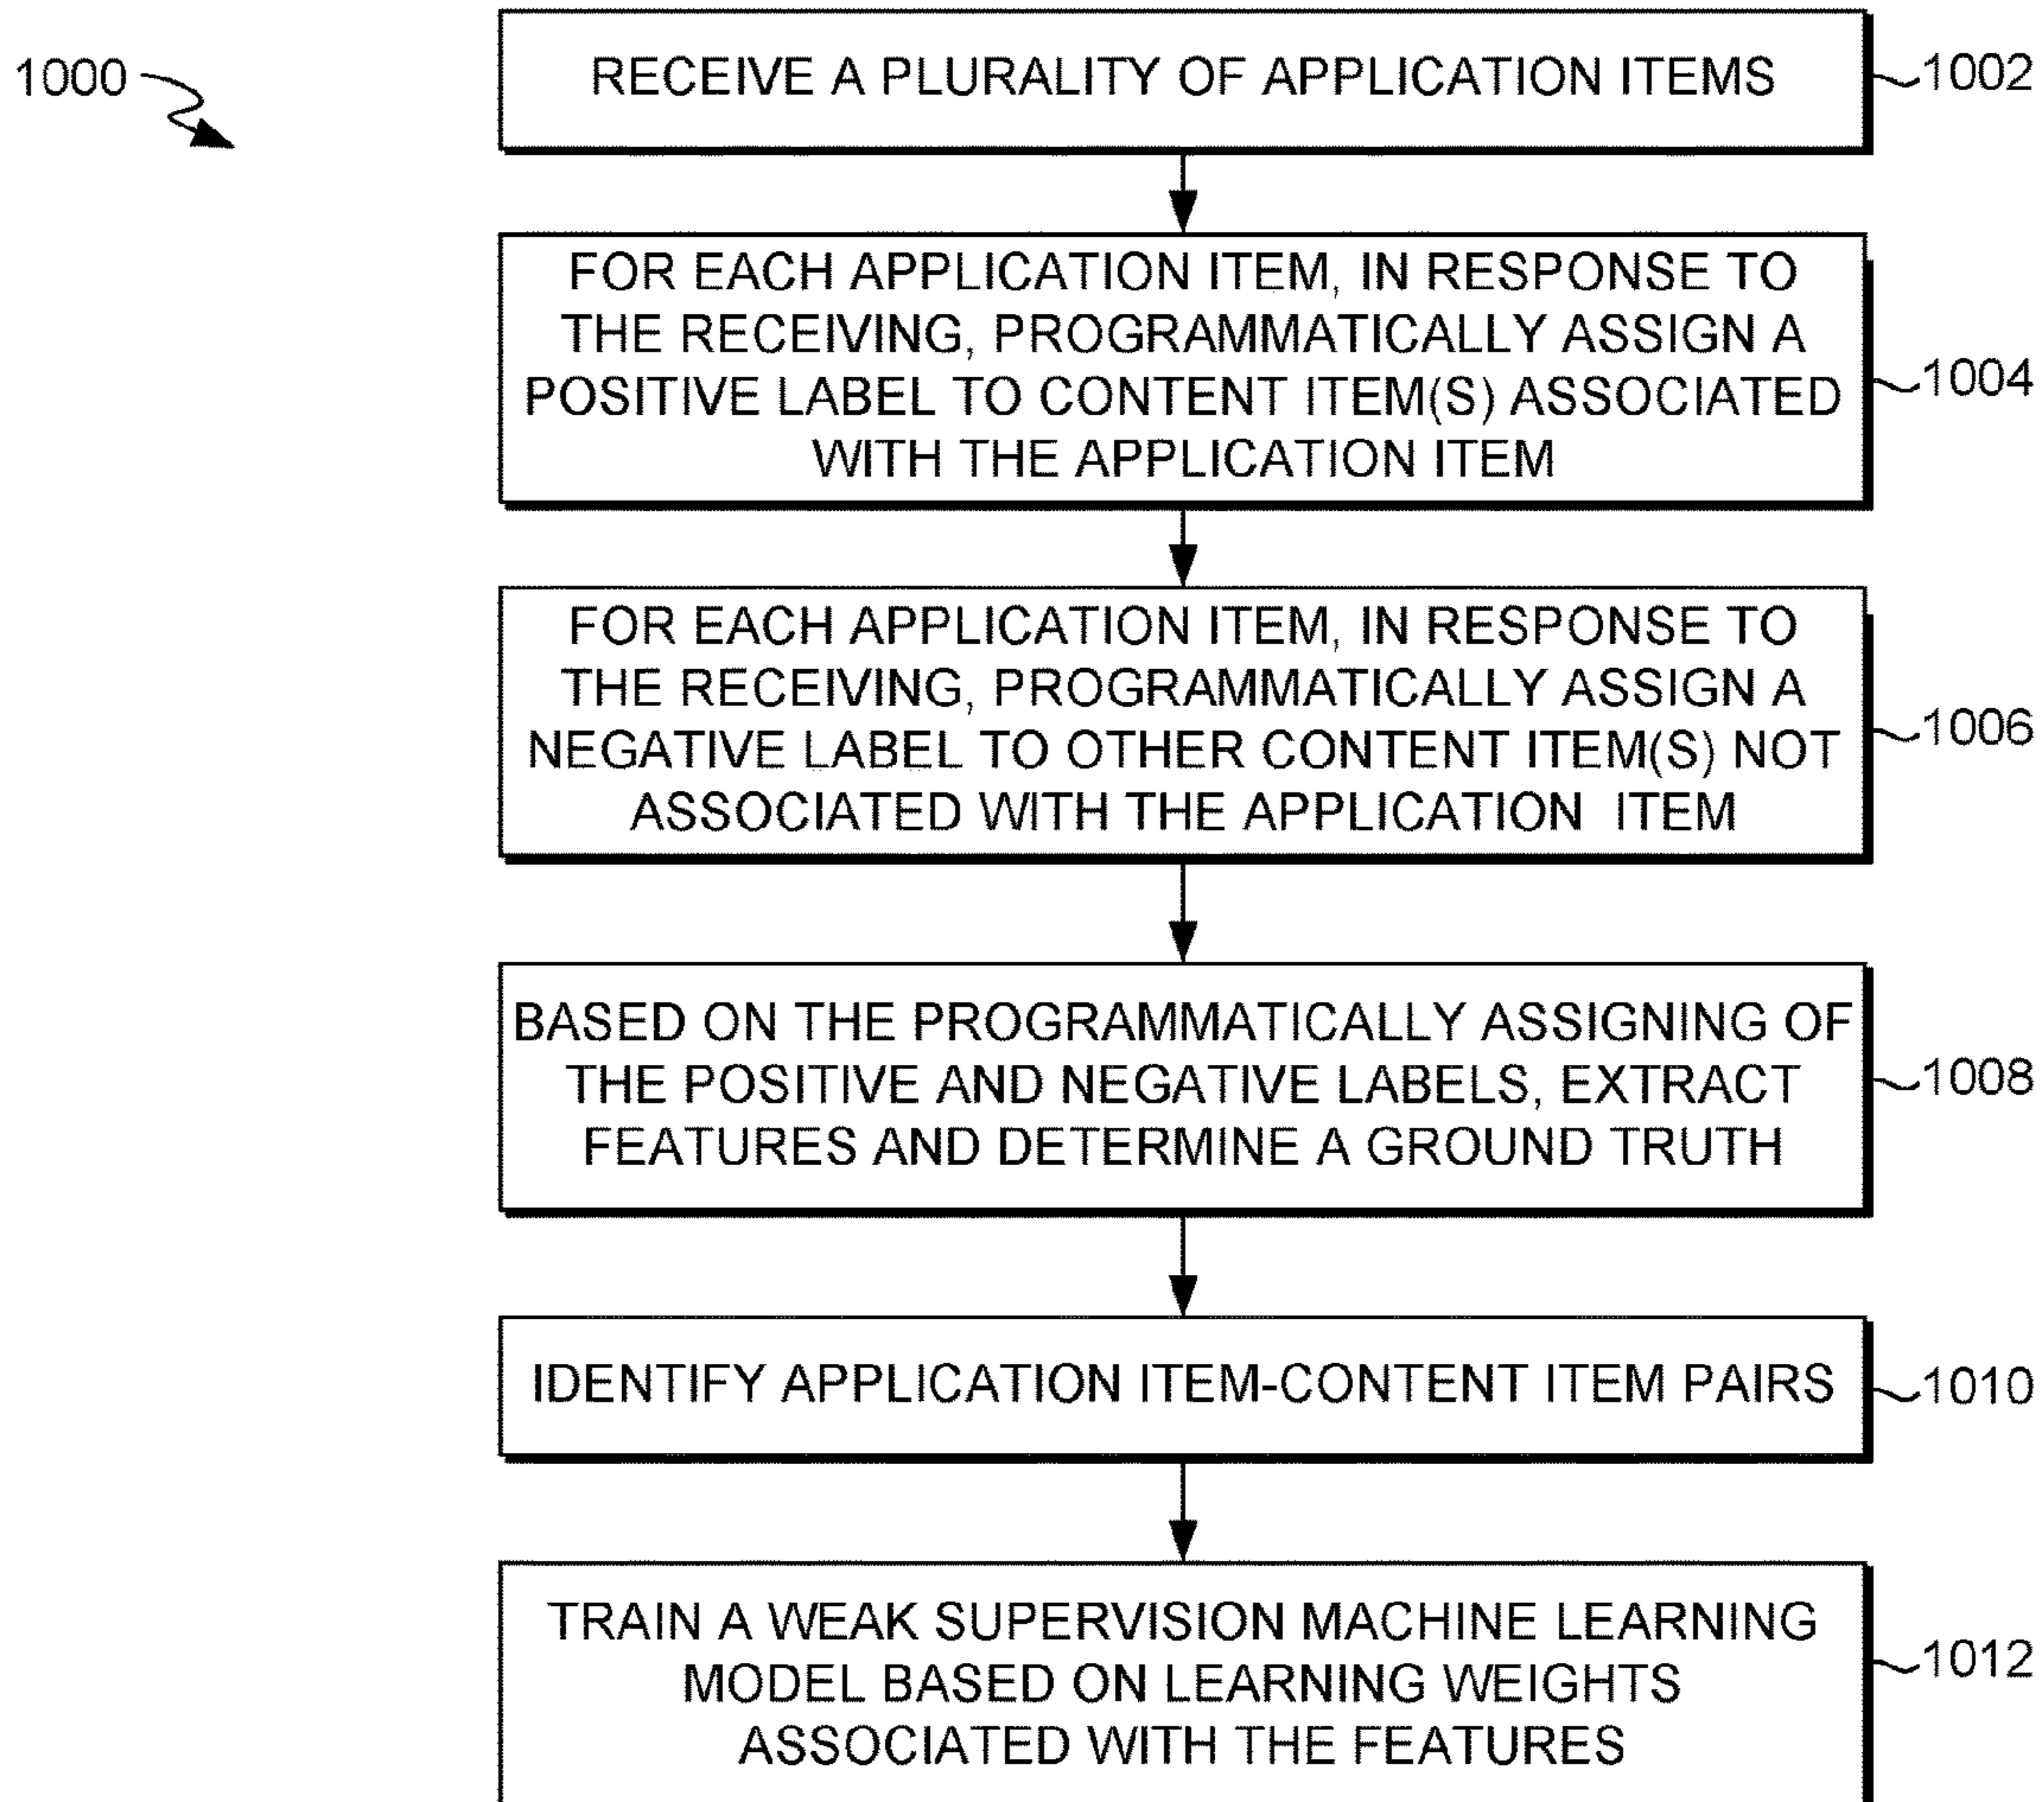 1000
RECEIVE A PLURALITY OF APPLICATION ITEMS
1002
FOR EACH APPLICATION ITEM, IN RESPONSE TO
THE RECEIVING, PROGRAMMATICALLY ASSIGN A
POSITIVE LABEL TO CONTENT ITEM(S) ASSOCIATED
WITH THE APPLICATION ITEM
1004
FOR EACH APPLICATION ITEM, IN RESPONSE TO
THE RECEIVING, PROGRAMMATICALLY ASSIGN A
NEGATIVE LABEL TO OTHER CONTENT ITEM(S) NOT
ASSOCIATED WITH THE APPLICATION ITEM
1006
BASED ON THE PROGRAMMATICALLY ASSIGNING OF
THE POSITIVE AND NEGATIVE LABELS, EXTRACT
FEATURES AND DETERMINE A GROUND TRUTH
1008
IDENTIFY APPLICATION ITEM-CONTENT ITEM PAIRS
1010
TRAIN A WEAK SUPERVISION MACHINE LEARNING
MODEL BASED ON LEARNING WEIGHTS
ASSOCIATED WITH THE FEATURES
1012